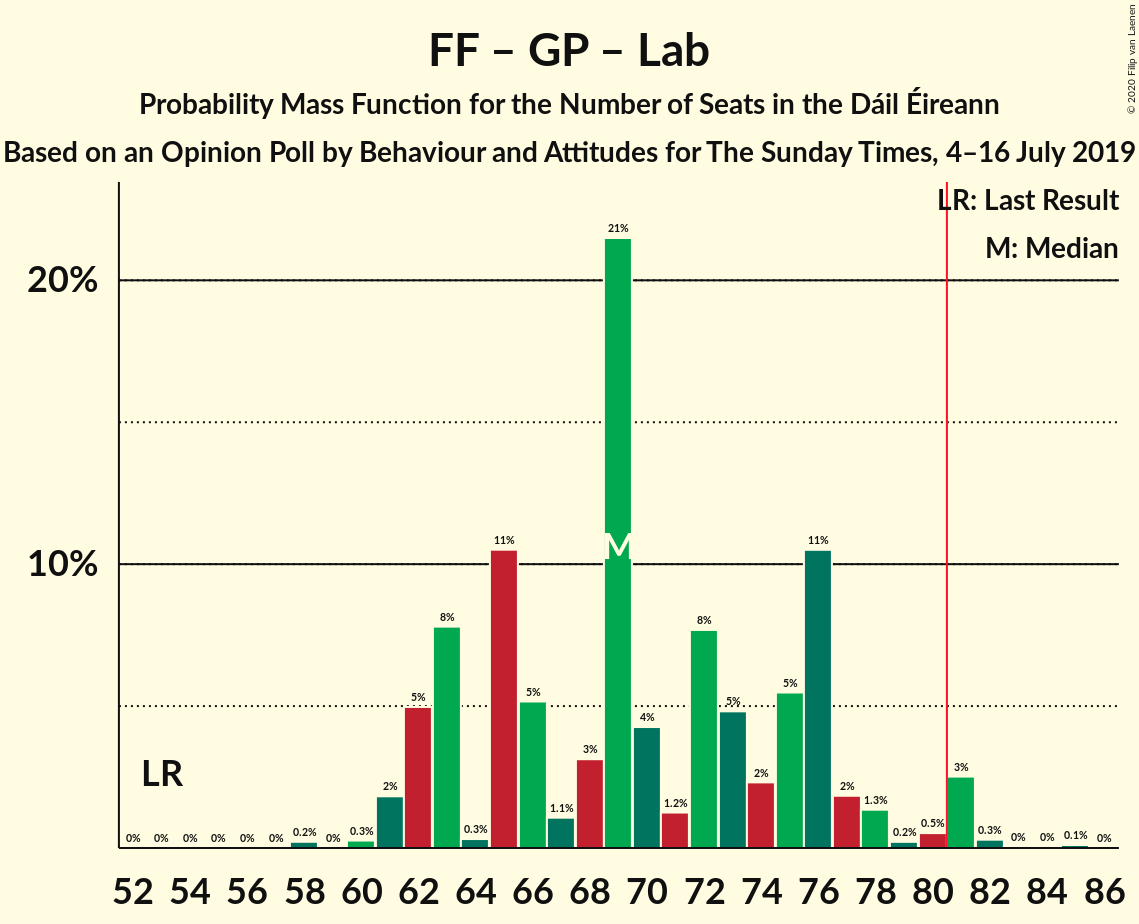 FF – GP – Lab
Probability Mass Function for the Number of Seats in the Dáil Éireann
Based on an Opinion Poll by Behaviour and Attitudes for The Sunday Times, 4–16 July 2019
© 2020 Filip van Laenen
LR: Last Result
M: Median
20%
10%
LR
M
0% 0% 0% 0% 0% 0% 0.2% 0% 0.3% 2% 5% 8% 0.3% 11% 5% 1.1% 3% 21% 4% 1.2% 8% 5% 2% 5% 11% 2% 1.3% 0.2% 0.5% 3% 0.3% 0% 0% 0.1% 0%
52 54 56 58 60 62 64 66 68 70 72 74 76 78 80 82 84 86